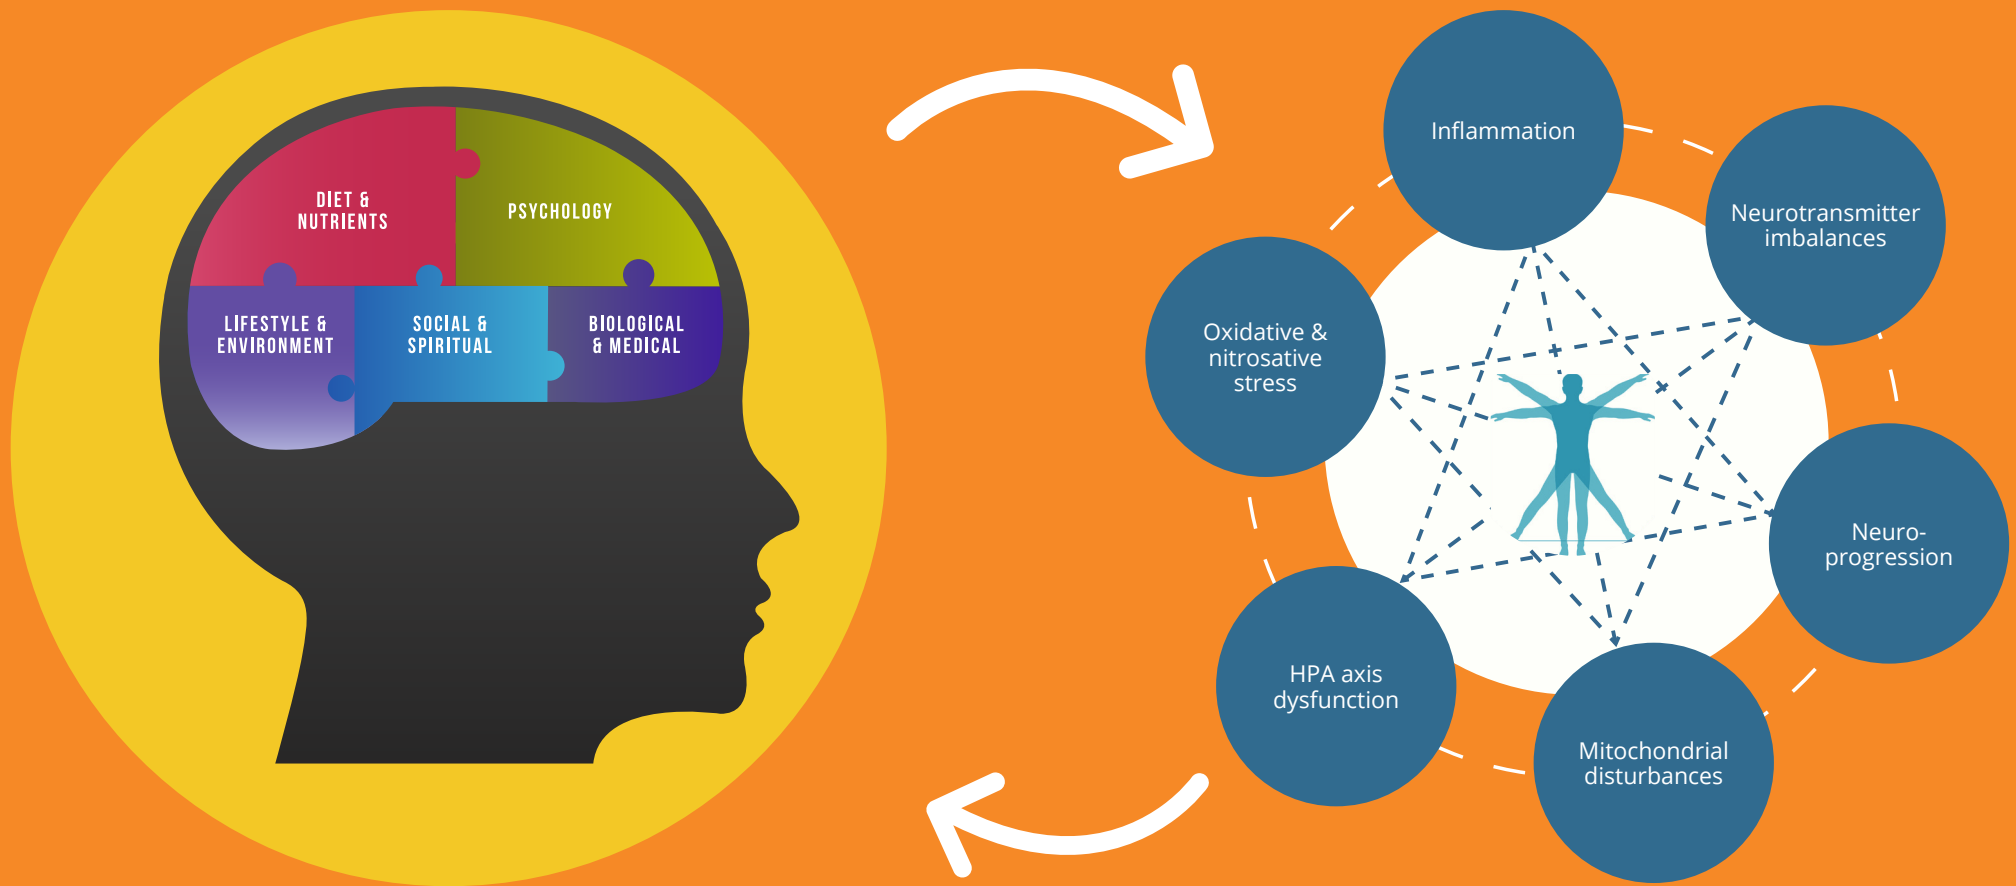 DIET &
NUTRIENTS
PSYCHOLOGY
LIFESTYLE &
ENVIRONMENT
SOCIAL &
SPIRITUAL
BIOLOGICAL
& MEDICAL
Inflammation
Neurotransmitter
imbalances
Oxidative &
nitrosative
stress
Neuro-
progression
HPA axis
dysfunction
Mitochondrial
disturbances